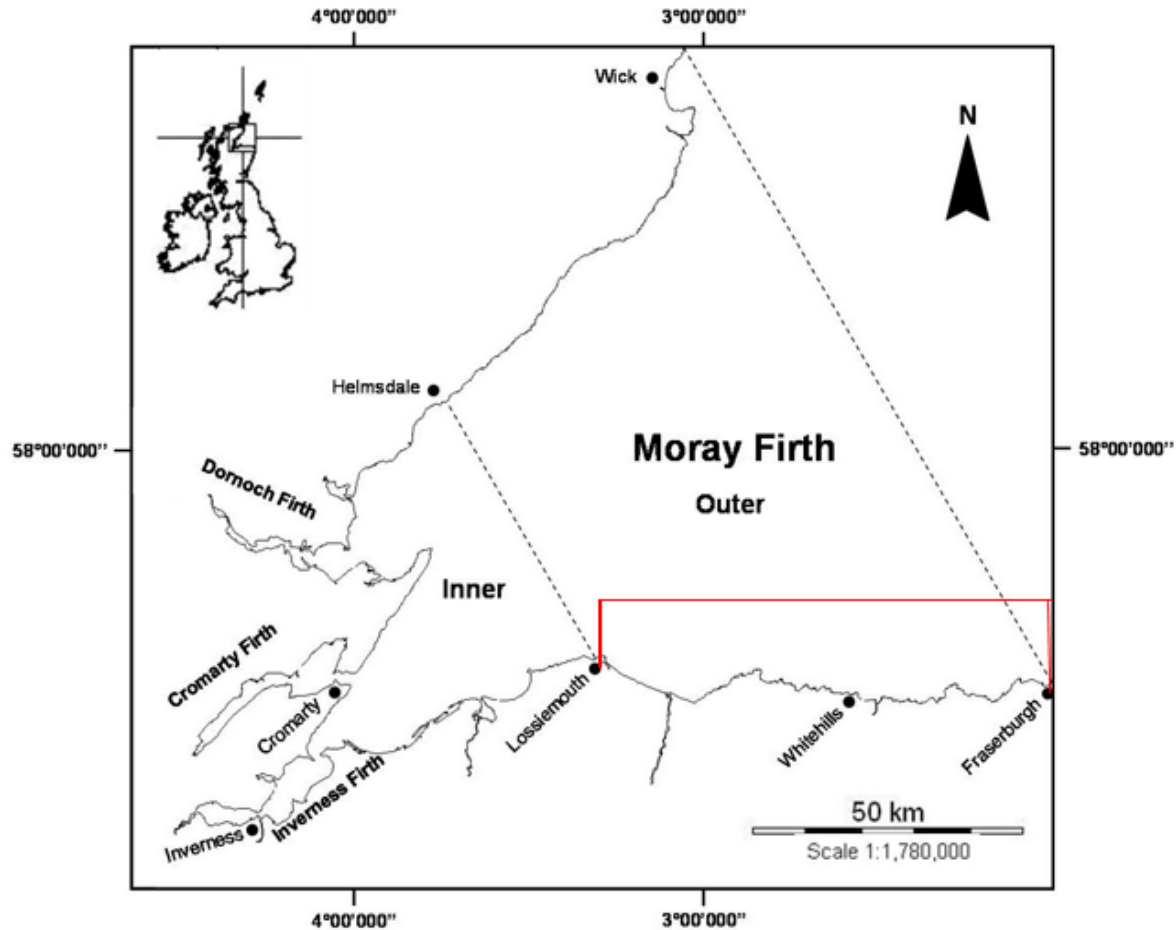 4°00'000"
3°00'000"
Wick
N
Helmsdale
58°00'000"
58°00'000"
Moray Firth
Outer
Dornoch Firth
Inner
Cromarty Firth
Cromarty
Lossiemouth
Whitehills
Fraserburgh
Inverness Firth
Inverness
50 km
Scale 1:1,780,000
4°00'000"
3°00'000"